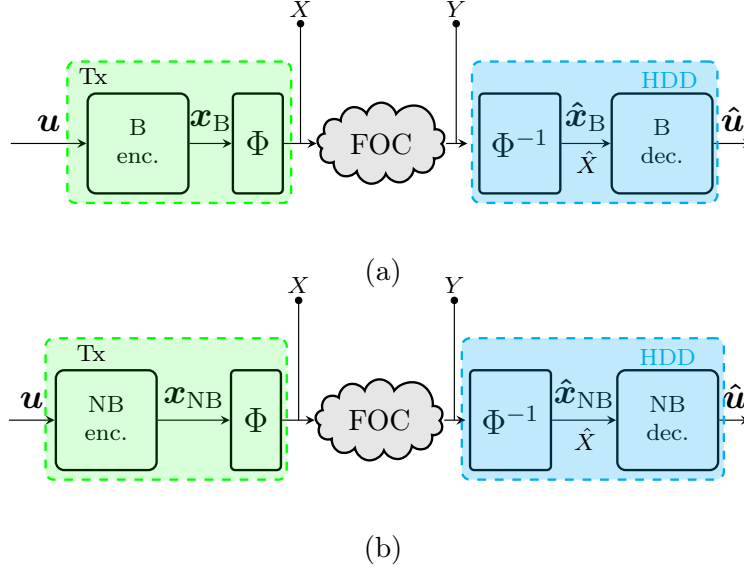 X Y
Tx HDD
u B enc. x_B Φ FOC Φ⁻¹ x̂_B X̂ B dec. û
(a)
X Y
Tx HDD
u NB enc. x_NB Φ FOC Φ⁻¹ x̂_NB X̂ NB dec. û
(b)